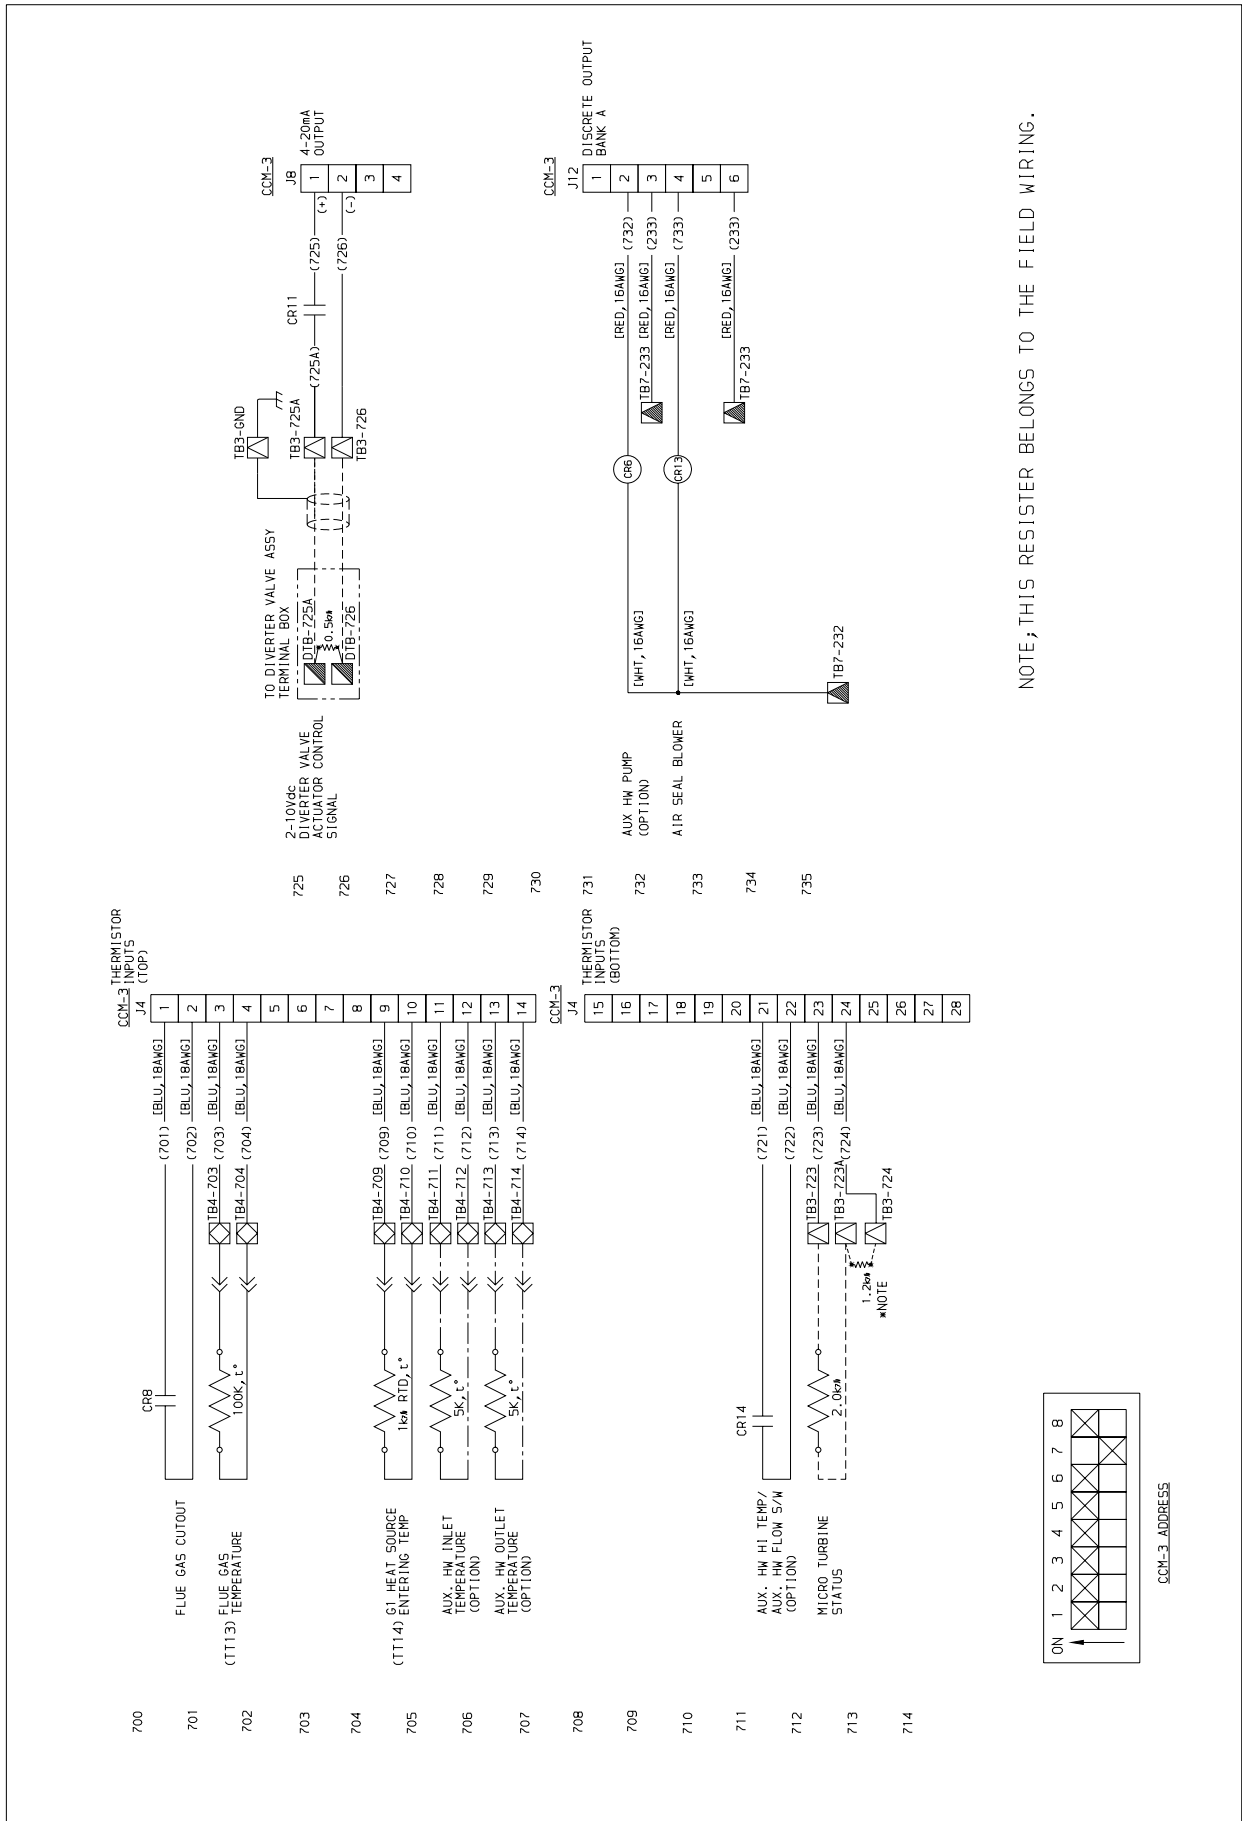 700
701
702
703
704
705
706
707
708
709
710
711
712
713
714
FLUE GAS CUTOUT
(TT13) FLUE GAS
TEMPERATURE
(TT14) G1 HEAT SOURCE
ENTERING TEMP
AUX. HW INLET
TEMPERATURE
(OPTION)
AUX. HW OUTLET
TEMPERATURE
(OPTION)
AUX. HW HI TEMP/
AUX. HW FLOW S/W
(OPTION)
MICRO TURBINE
STATUS
CR8
100K,t°
1kΩ RTD,t°
5K,t°
5K,t°
CR14
2.0kΩ
1.2kΩ
*NOTE
TB4-703
TB4-704
TB4-709
TB4-710
TB4-711
TB4-712
TB4-713
TB4-714
TB3-723
TB3-723A
TB3-724
(701) [BLU,18AWG]
(702) [BLU,18AWG]
(703) [BLU,18AWG]
(704) [BLU,18AWG]
(709) [BLU,18AWG]
(710) [BLU,18AWG]
(711) [BLU,18AWG]
(712) [BLU,18AWG]
(713) [BLU,18AWG]
(714) [BLU,18AWG]
(721) [BLU,18AWG]
(722) [BLU,18AWG]
(723) [BLU,18AWG]
(724) [BLU,18AWG]
CCM-3
J4
THERMISTOR
INPUTS
(TOP)
1
2
3
4
5
6
7
8
9
10
11
12
13
14
CCM-3
J4
THERMISTOR
INPUTS
(BOTTOM)
15
16
17
18
19
20
21
22
23
24
25
26
27
28
725
726
727
728
729
730
731
732
733
734
735
2-10Vdc
DIVERTER VALVE
ACTUATOR CONTROL
SIGNAL
TO DIVERTER VALVE ASSY
TERMINAL BOX
DTB-725A
0.5kΩ
DTB-726
TB3-GND
TB3-725A
TB3-726
(725A)
CR11
(725)
(726)
(+)
(-)
CCM-3
J8
4-20mA
OUTPUT
1
2
3
4
AUX HW PUMP
(OPTION)
AIR SEAL BLOWER
[WHT,16AWG]
[WHT,16AWG]
TB7-232
CR6
CR13
TB7-233
TB7-233
[RED,16AWG] (732)
[RED,16AWG] (233)
[RED,16AWG] (733)
[RED,16AWG] (233)
CCM-3
J12
DISCRETE OUTPUT
BANK A
1
2
3
4
5
6
NOTE;THIS RESISTER BELONGS TO THE FIELD WIRING.
ON 1 2 3 4 5 6 7 8
CCM-3 ADDRESS